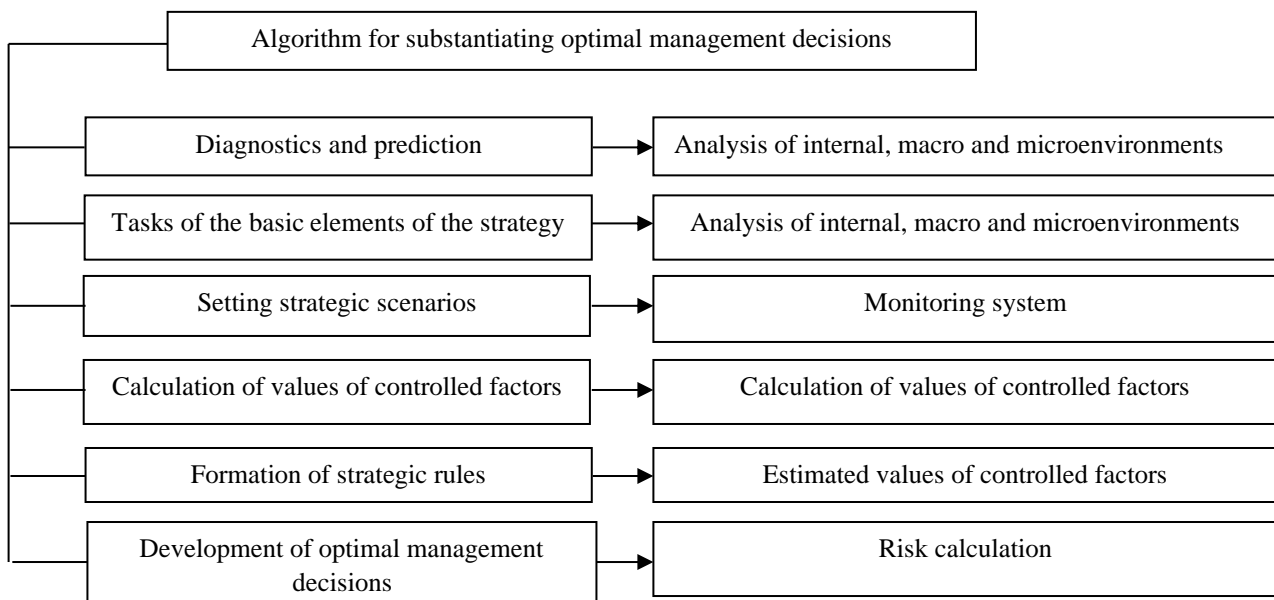 Algorithm for substantiating optimal management decisions
Diagnostics and prediction
Analysis of internal, macro and microenvironments
Tasks of the basic elements of the strategy
Analysis of internal, macro and microenvironments
Setting strategic scenarios
Monitoring system
Calculation of values of controlled factors
Calculation of values of controlled factors
Formation of strategic rules
Estimated values of controlled factors
Development of optimal management
decisions
Risk calculation